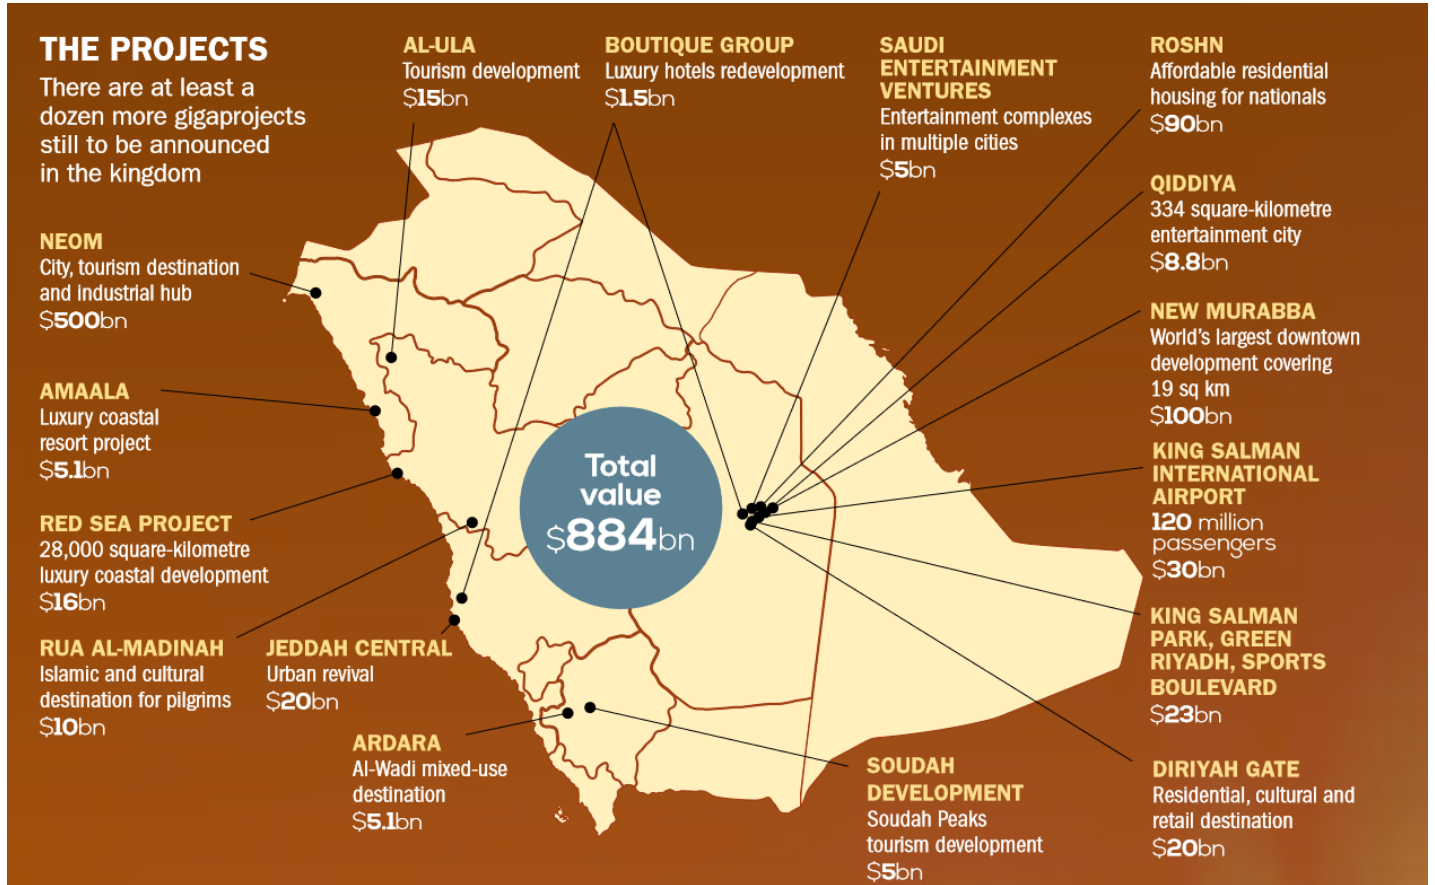 THE PROJECTS
There are at least a
dozen more gigaprojects
still to be announced
in the kingdom
AL-ULA
Tourism development
$15bn
BOUTIQUE GROUP
Luxury hotels redevelopment
$1.5bn
SAUDI
ENTERTAINMENT
VENTURES
Entertainment complexes
in multiple cities
$5bn
ROSHN
Affordable residential
housing for nationals
$90bn
QIDDIYA
334 square-kilometre
entertainment city
$8.8bn
NEW MURABBA
World's largest downtown
development covering
19 sq km
$100bn
KING SALMAN
INTERNATIONAL
AIRPORT
120 million
passengers
$30bn
KING SALMAN
PARK, GREEN
RIYADH, SPORTS
BOULEVARD
$23bn
DIRIYAH GATE
Residential, cultural and
retail destination
$20bn
NEOM
City, tourism destination
and industrial hub
$500bn
AMAALA
Luxury coastal
resort project
$5.1bn
RED SEA PROJECT
28,000 square-kilometre
luxury coastal development
$16bn
RUA AL-MADINAH
Islamic and cultural
destination for pilgrims
$10bn
JEDDAH CENTRAL
Urban revival
$20bn
ARDARA
Al-Wadi mixed-use
destination
$5.1bn
SOUDAH
DEVELOPMENT
Soudah Peaks
tourism development
$5bn
Total
value
$884bn